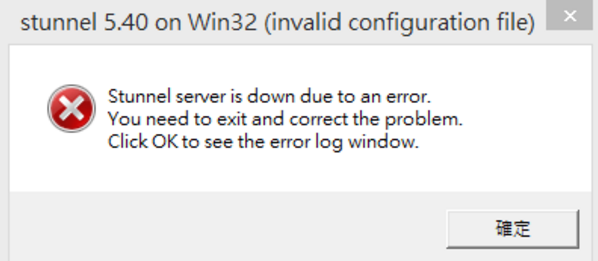 stunnel 5.40 on Win32 (invalid configuration file)
Stunnel server is down due to an error.
You need to exit and correct the problem.
Click OK to see the error log window.
確定